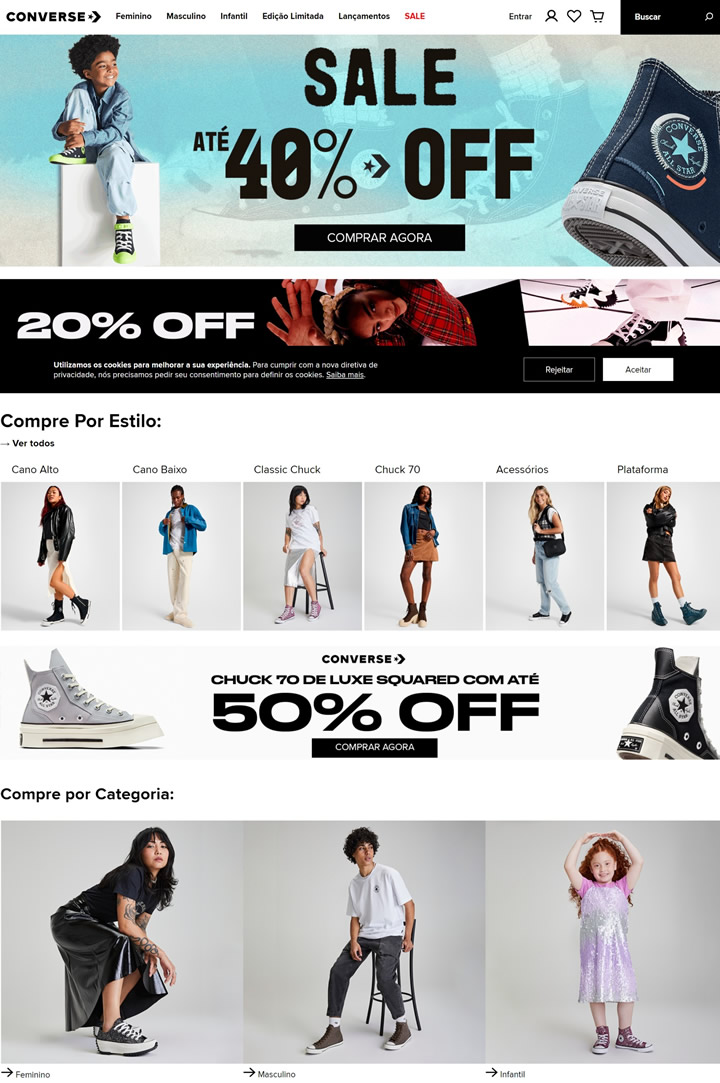 CONVERSE
Feminino Masculino Infantil Edição Limitada Lançamentos SALE
Entrar
Buscar
SALE
ATÉ 40% OFF
COMPRAR AGORA
CONVERSE
ALL STAR
CONVERSE
20% OFF
Utilizamos os cookies para melhorar a sua experiência. Para cumprir com a nova diretiva de
privacidade, nós precisamos pedir seu consentimento para definir os cookies. Saiba mais.
Rejeitar
Aceitar
Compre Por Estilo:
→ Ver todos
Cano Alto
Cano Baixo
Classic Chuck
Chuck 70
Acessórios
Plataforma
CONVERSE
CHUCK 70 DE LUXE SQUARED COM ATÉ
50% OFF
COMPRAR AGORA
Compre por Categoria:
Feminino
Masculino
Infantil